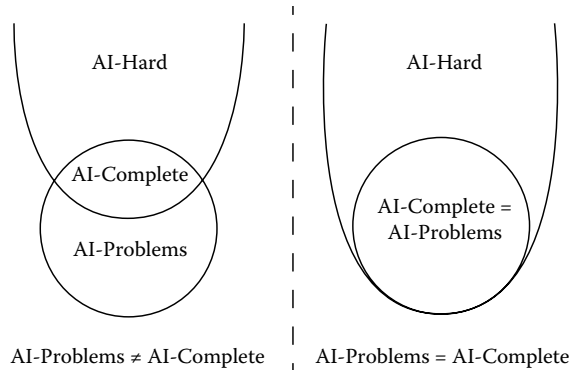 AI-Hard
AI-Complete
AI-Problems
AI-Problems ≠ AI-Complete
AI-Hard
AI-Complete =
AI-Problems
AI-Problems = AI-Complete